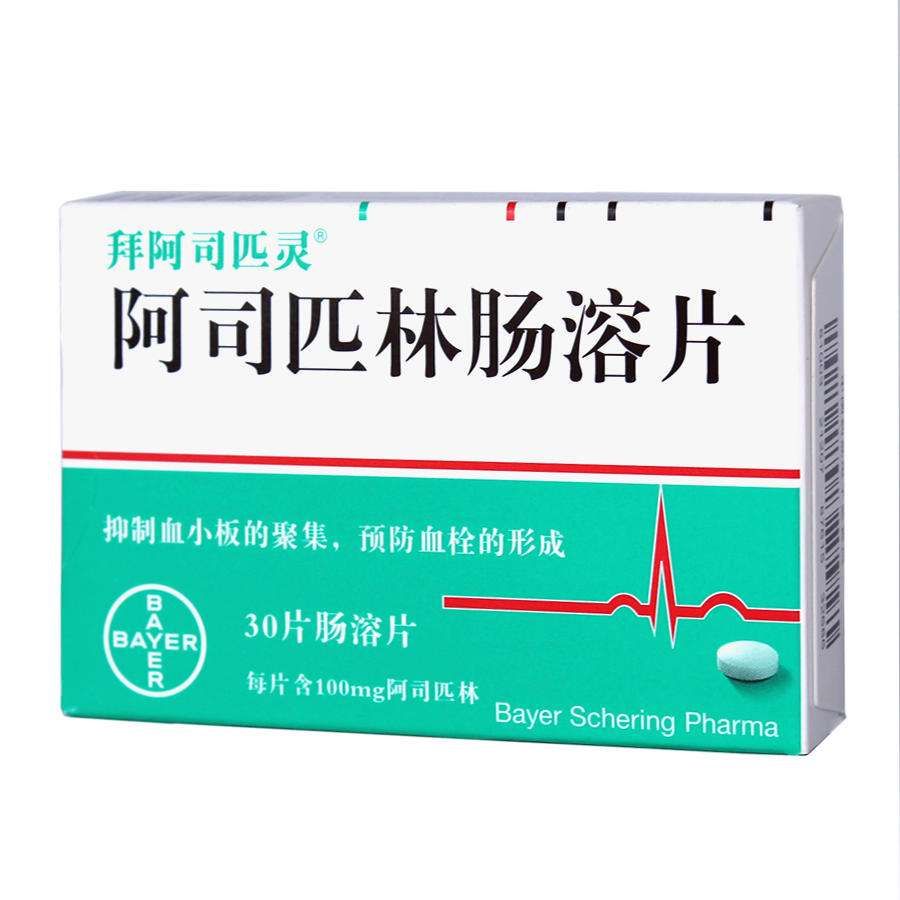 拜阿司匹灵®
阿司匹林肠溶片
抑制血小板的聚集，预防血栓的形成
BAYER
BAYER
30片肠溶片
每片含100mg阿司匹林
Bayer Schering Pharma